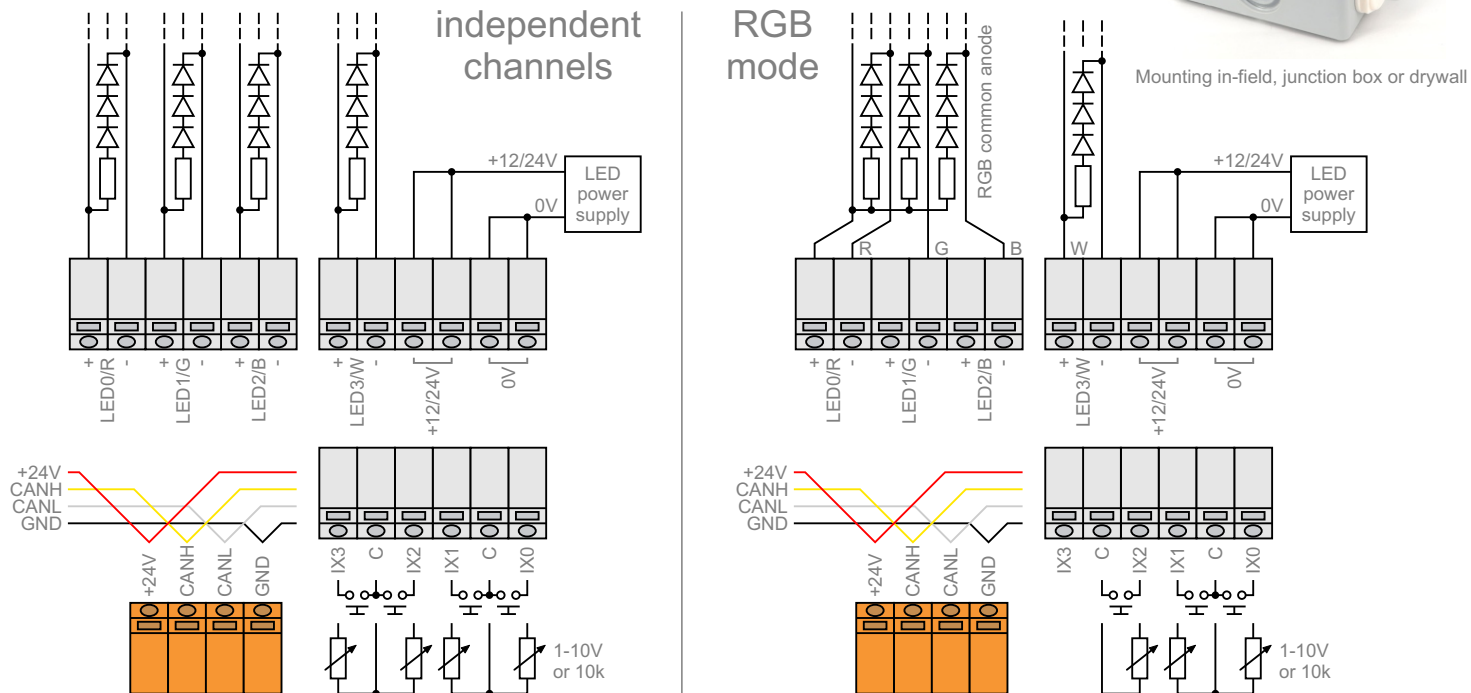 independent
channels
+12/24V
0V
LED
power
supply
+
LED0/R
-
+
LED1/G
-
+
LED2/B
-
+
LED3/W
-
+12/24V
0V
+24V
CANH
CANL
GND
+24V
CANH
CANL
GND
IX3
C
IX2
IX1
C
IX0
1-10V
or 10k
RGB
mode
RGB common anode
Mounting in-field, junction box or drywall
+12/24V
0V
LED
power
supply
R
G
B
W
+
LED0/R
-
+
LED1/G
-
+
LED2/B
-
+
LED3/W
-
+12/24V
0V
+24V
CANH
CANL
GND
+24V
CANH
CANL
GND
IX3
C
IX2
IX1
C
IX0
1-10V
or 10k